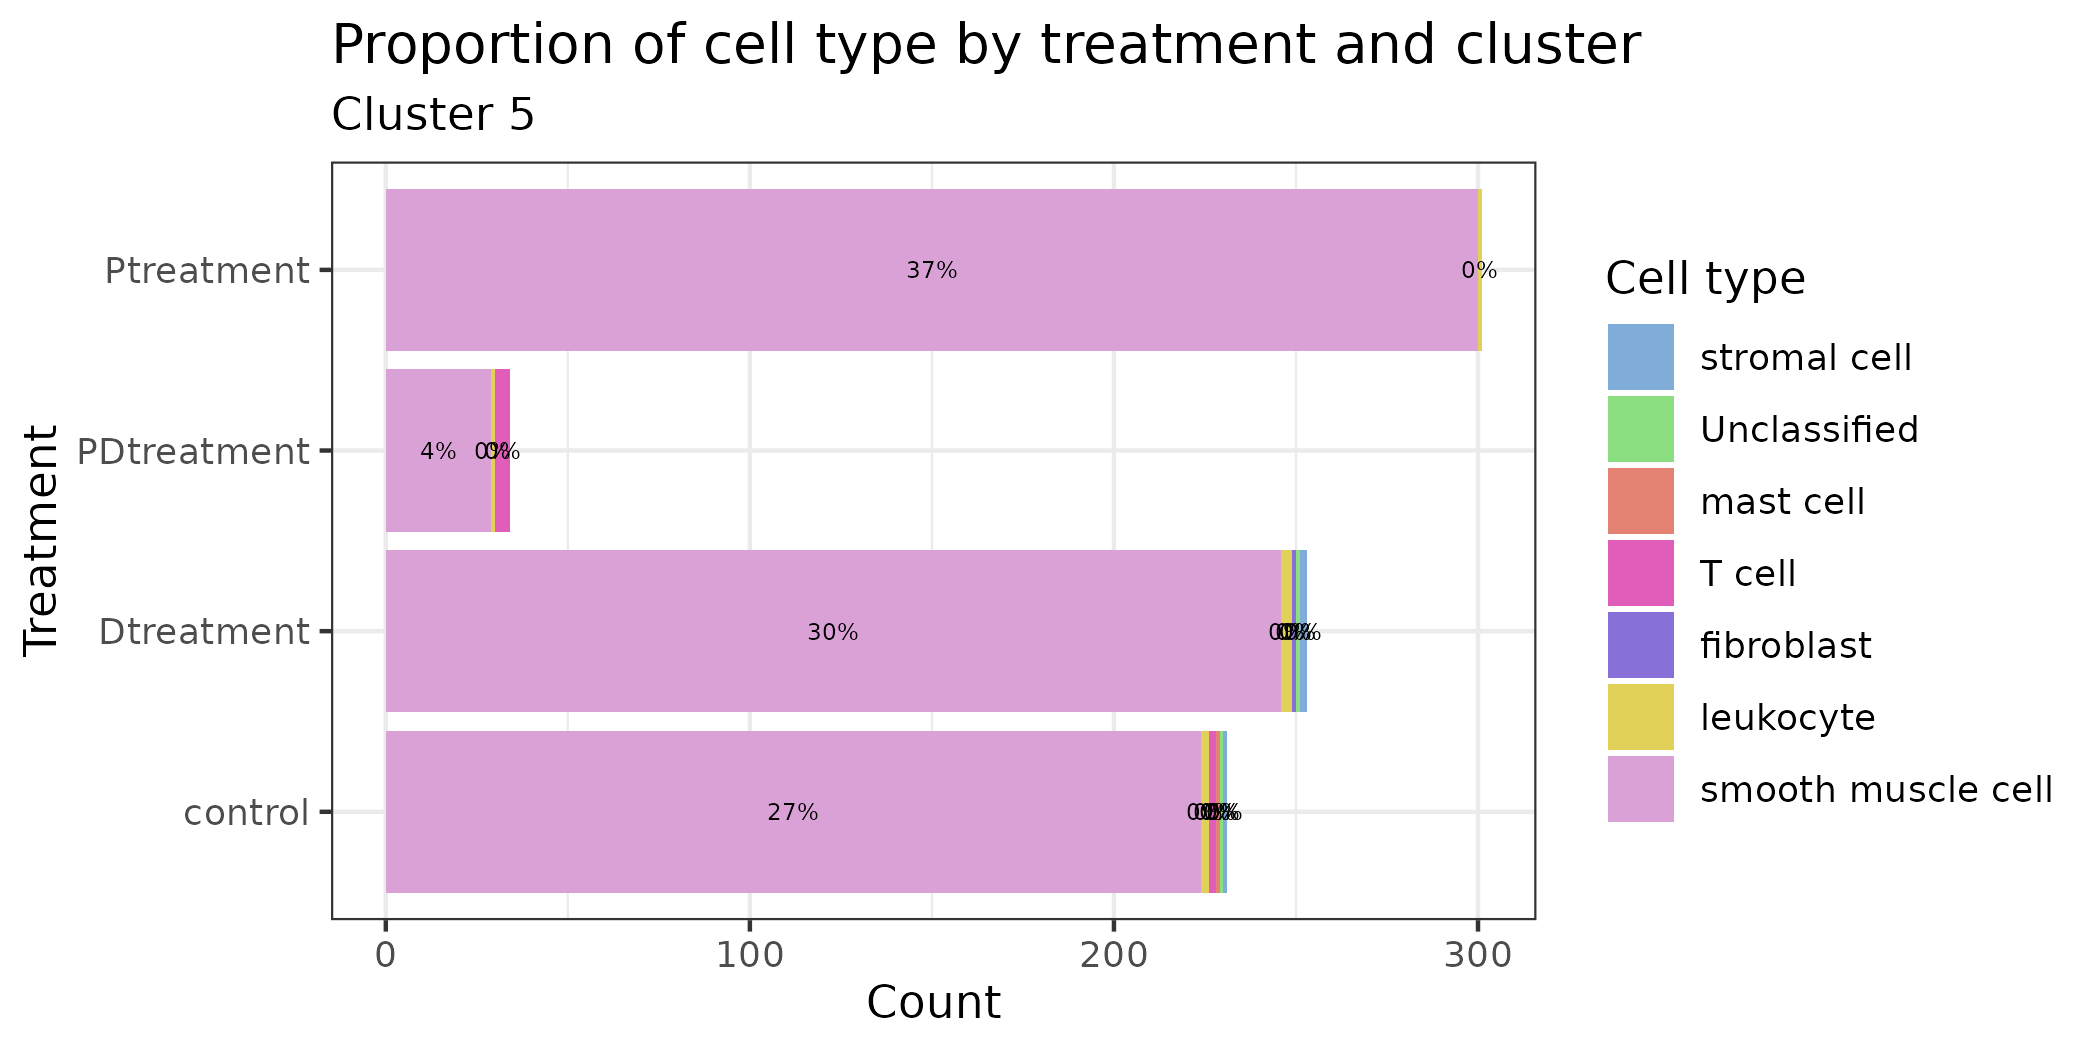 Proportion of cell type by treatment and cluster
Cluster 5
Treatment
Ptreatment
37%
0%
PDtreatment
4%
Dtreatment
30%
control
27%
0
100
200
300
Count
Cell type
stromal cell
Unclassified
mast cell
T cell
fibroblast
leukocyte
smooth muscle cell